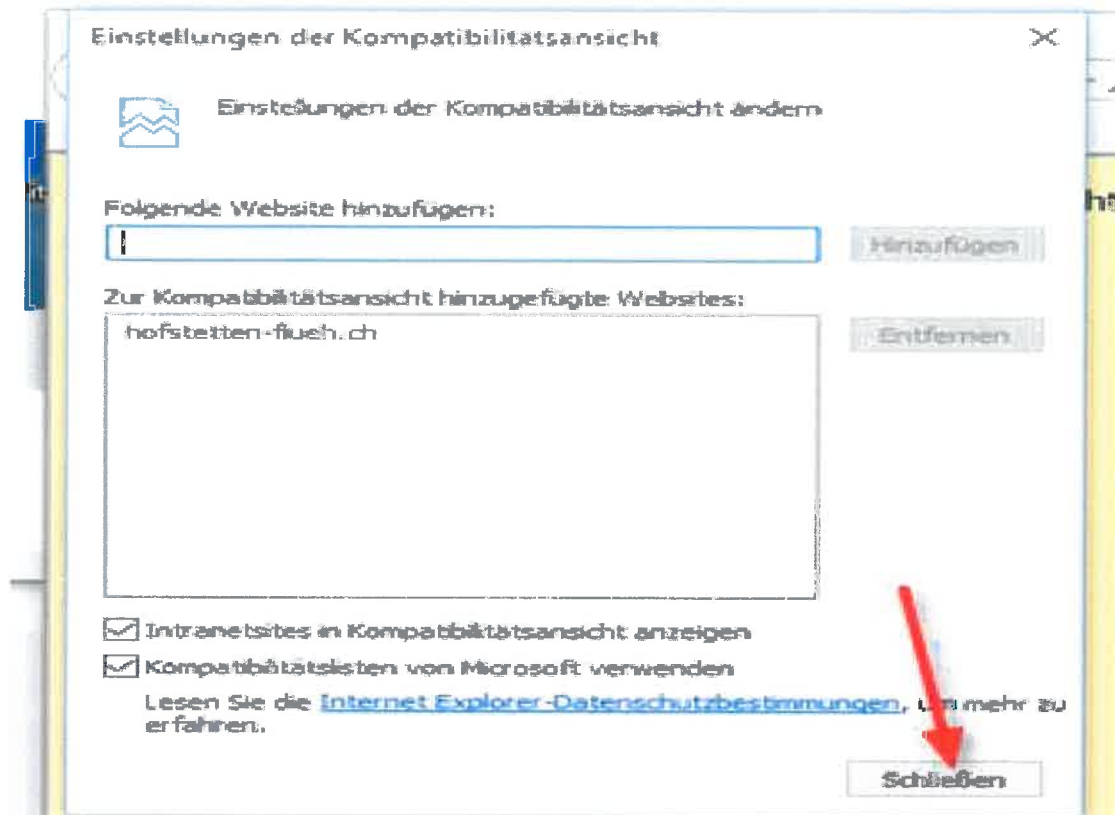 Einstellungen der Kompatibilitätsansicht
Einstellungen der Kompatibilitätsansicht ändern
Folgende Website hinzufügen:
Hinzufügen
Zur Kompatibilitätsansicht hinzugefügte Websites:
hofstetten-flueh.ch
Entfernen
Intranetsites in Kompatibilitätsansicht anzeigen
Kompatibilitätslisten von Microsoft verwenden
Lesen Sie die Internet Explorer-Datenschutzbestimmungen, um mehr zu
erfahren.
Schließen